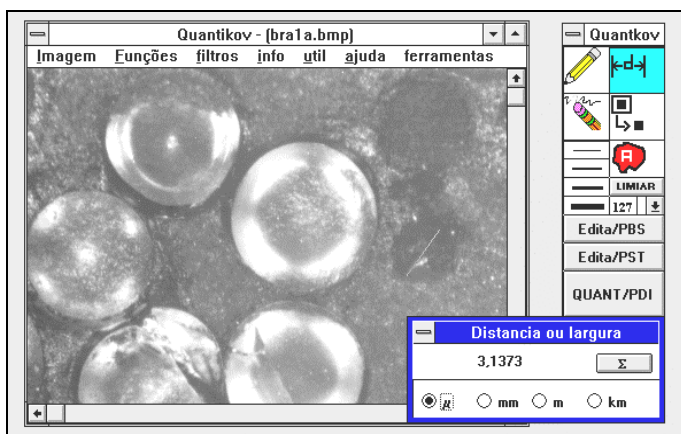 Quantikov - (bra1a.bmp)
Imagem Funções filtros info util ajuda ferramentas
Quantkov
d
A
LIMIAR
127
Edita/PBS
Edita/PST
QUANT/PDI
Distancia ou largura
3,1373
Σ
μ mm m km